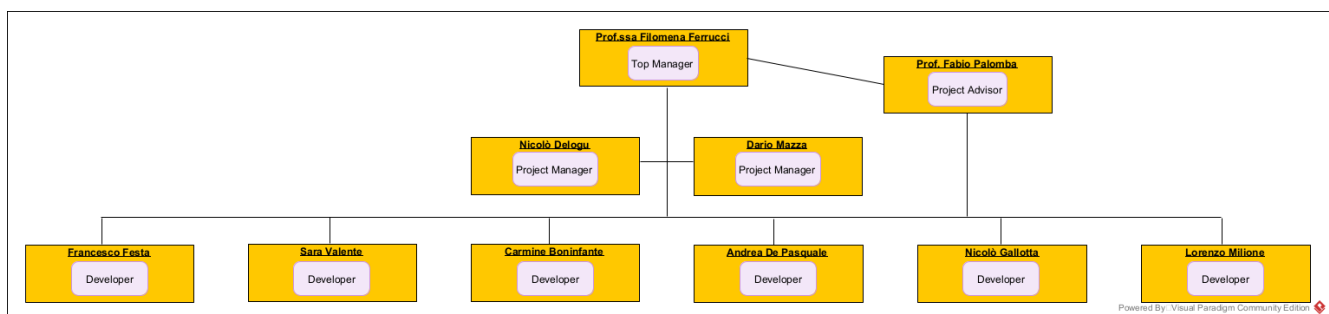 Prof.ssa Filomena Ferrucci
Top Manager
Prof. Fabio Palomba
Project Advisor
Nicolò Delogu
Project Manager
Dario Mazza
Project Manager
Francesco Festa
Developer
Sara Valente
Developer
Carmine Boninfante
Developer
Andrea De Pasquale
Developer
Nicolò Gallotta
Developer
Lorenzo Milione
Developer
Powered By: Visual Paradigm Community Edition